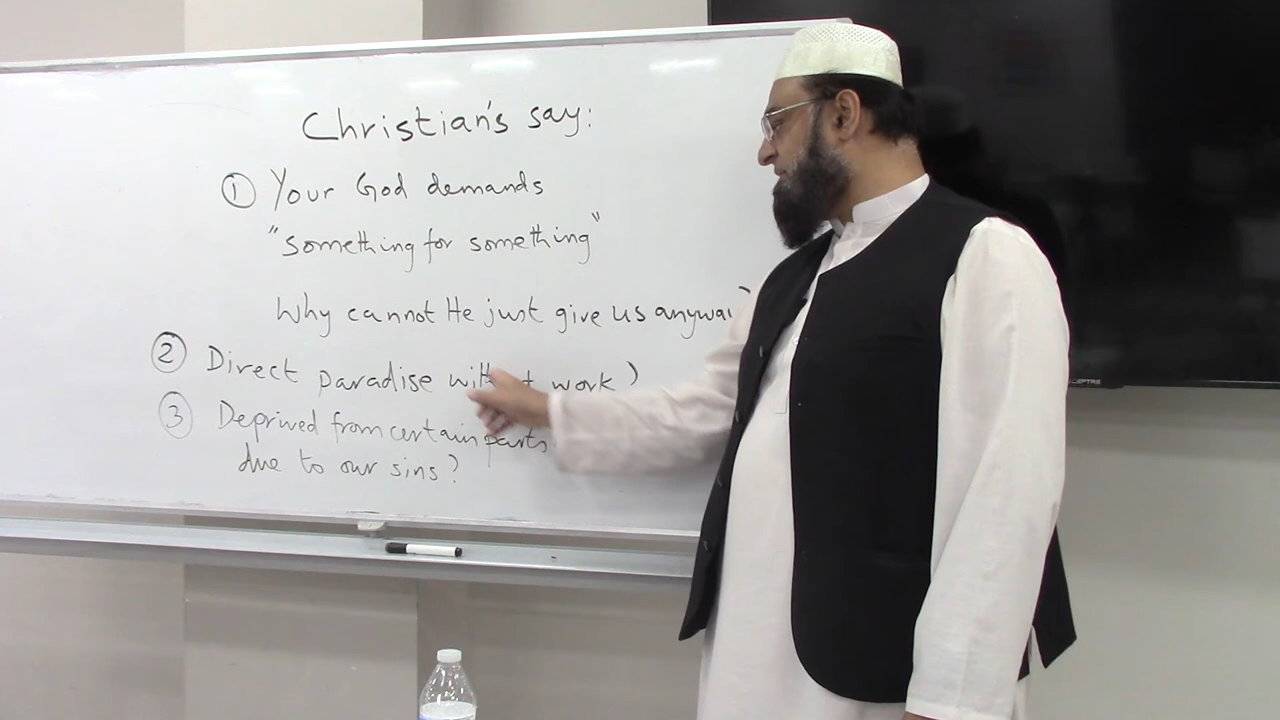 Christian's say:
① Your God demands
"Something for something"
Why cannot He just give us
② Direct paradise work)
③ Deprived from certain parts
due to our sins?